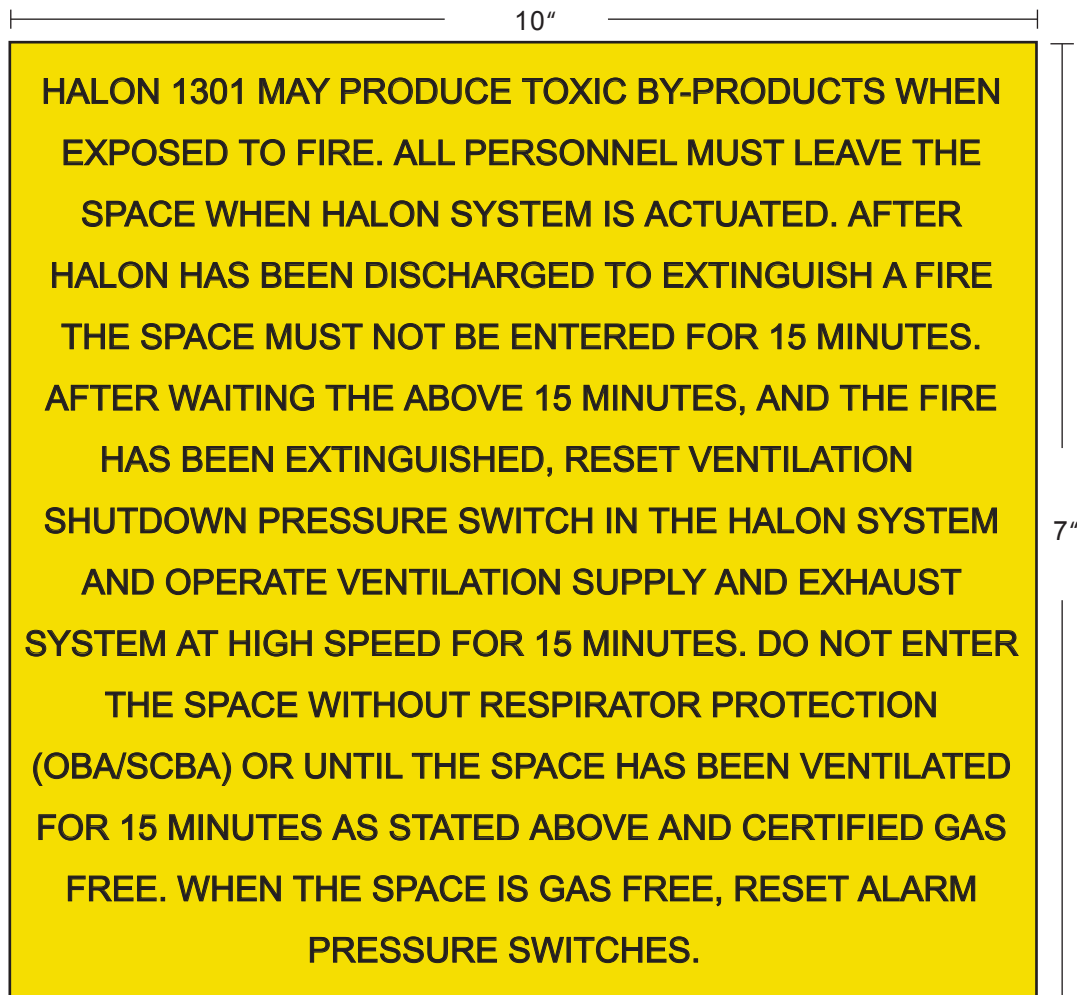 10“
HALON 1301 MAY PRODUCE TOXIC BY-PRODUCTS WHEN
EXPOSED TO FIRE. ALL PERSONNEL MUST LEAVE THE
SPACE WHEN HALON SYSTEM IS ACTUATED. AFTER
HALON HAS BEEN DISCHARGED TO EXTINGUISH A FIRE
THE SPACE MUST NOT BE ENTERED FOR 15 MINUTES.
AFTER WAITING THE ABOVE 15 MINUTES, AND THE FIRE
HAS BEEN EXTINGUISHED, RESET VENTILATION
SHUTDOWN PRESSURE SWITCH IN THE HALON SYSTEM
7“
AND OPERATE VENTILATION SUPPLY AND EXHAUST
SYSTEM AT HIGH SPEED FOR 15 MINUTES. DO NOT ENTER
THE SPACE WITHOUT RESPIRATOR PROTECTION
(OBA/SCBA) OR UNTIL THE SPACE HAS BEEN VENTILATED
FOR 15 MINUTES AS STATED ABOVE AND CERTIFIED GAS
FREE. WHEN THE SPACE IS GAS FREE, RESET ALARM
PRESSURE SWITCHES.